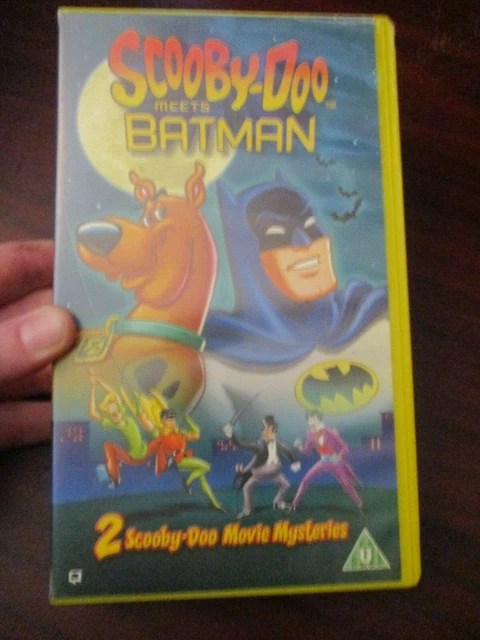 SCOOBY-DOO
MEETS
BATMAN
2 Scooby-Doo Movie Mysteries
U